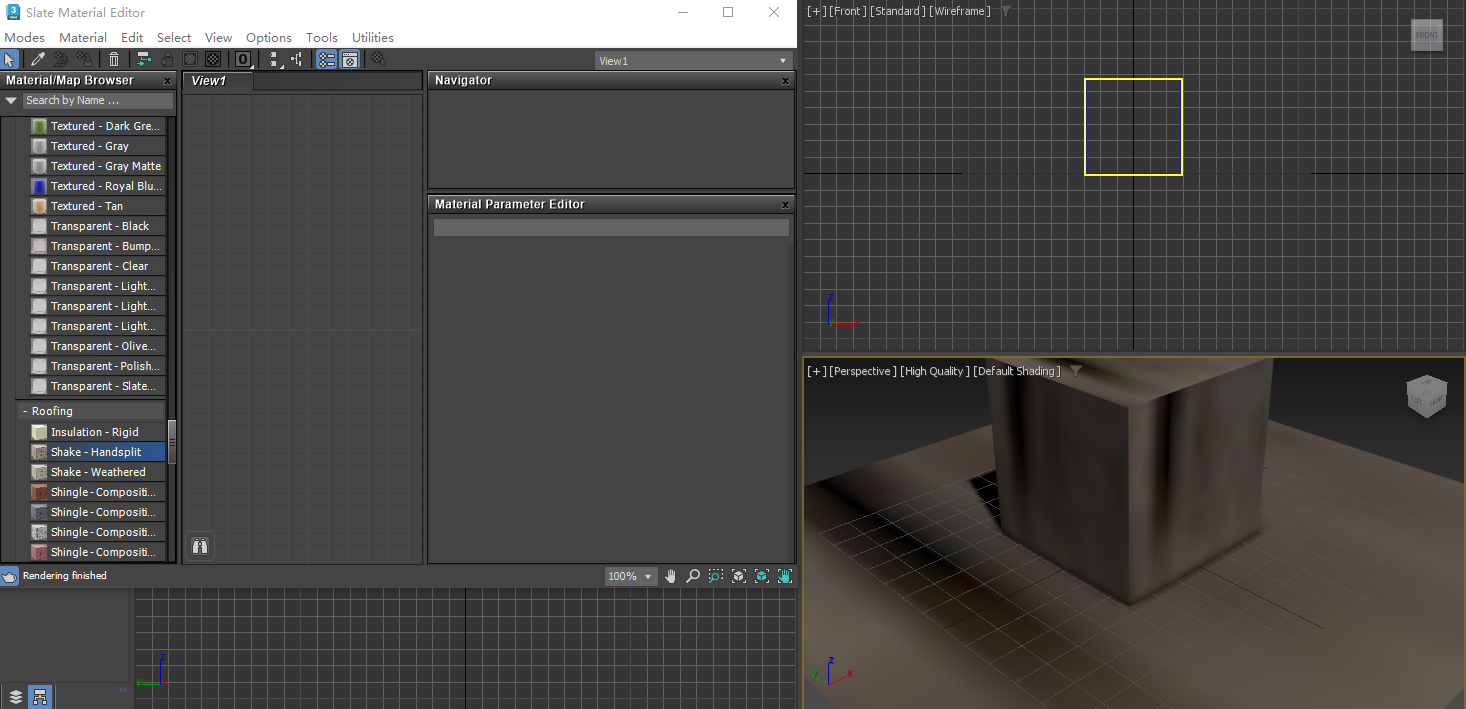 Slate Material Editor
Modes Material Edit Select View Options Tools Utilities
View1
Material/Map Browser x
Search by Name ...
Textured - Dark Gre...
Textured - Gray
Textured - Gray Matte
Textured - Royal Blu...
Textured - Tan
Transparent - Black
Transparent - Bump...
Transparent - Clear
Transparent - Light...
Transparent - Light...
Transparent - Light...
Transparent - Olive...
Transparent - Polish...
Transparent - Slate...
- Roofing
Insulation - Rigid
Shake - Handsplit
Shake - Weathered
Shingle - Compositi...
Shingle - Compositi...
Shingle - Compositi...
Shingle - Compositi...
View1
Navigator x
Material Parameter Editor x
Rendering finished
100%
[+] [Front ] [Standard ] [Wireframe ]
FRONT
z
x
[+] [Perspective ] [High Quality ] [Default Shading ]
FRONT
z
y
x
z
y